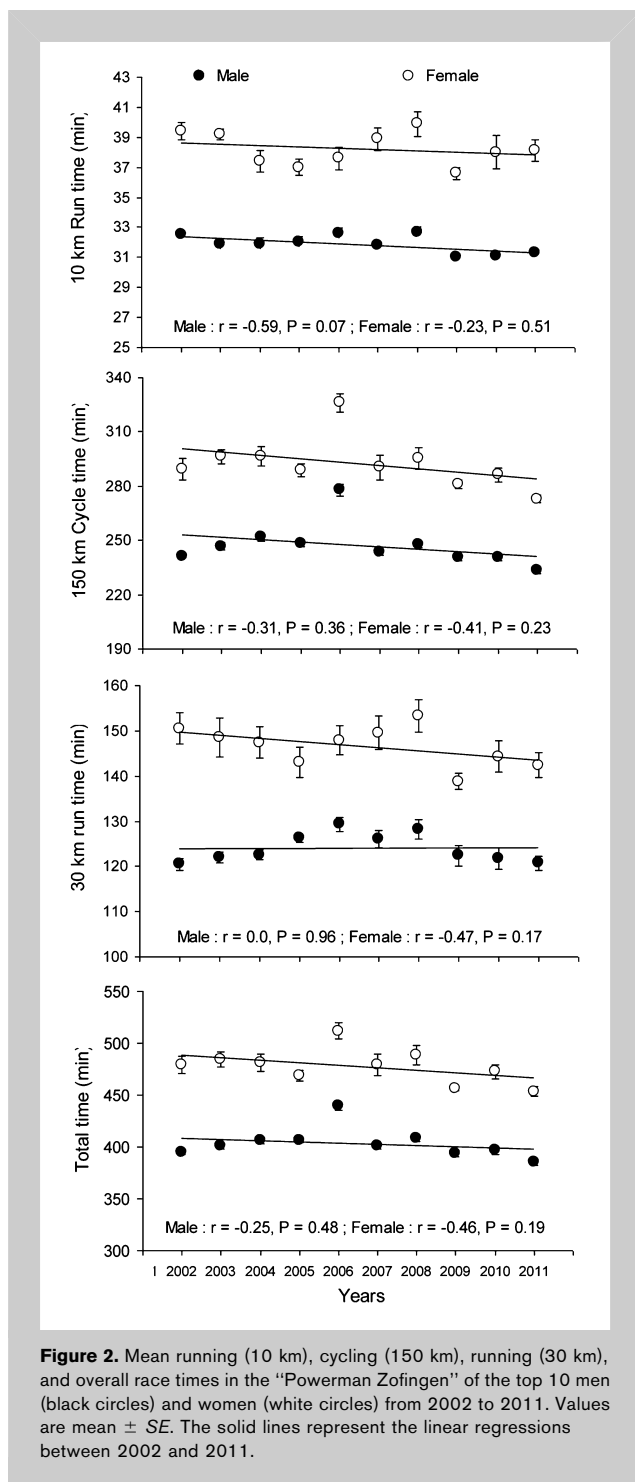 Male Female
43
41
39
37
35
33
31
29
27
25
10 km Run time (min)
Male : r = -0.59, P = 0.07 ; Female : r = -0.23, P = 0.51
340
310
280
250
220
190
150 km Cycle time (min)
Male : r = -0.31, P = 0.36 ; Female : r = -0.41, P = 0.23
160
150
140
130
120
110
100
30 km run time (min)
Male : r = 0.0, P = 0.96 ; Female : r = -0.47, P = 0.17
550
500
450
400
350
300
Total time (min)
Male : r = -0.25, P = 0.48 ; Female : r = -0.46, P = 0.19
2002 2003 2004 2005 2006 2007 2008 2009 2010 2011
Years
Figure 2. Mean running (10 km), cycling (150 km), running (30 km),
and overall race times in the ‘‘Powerman Zofingen’’ of the top 10 men
(black circles) and women (white circles) from 2002 to 2011. Values
are mean ± SE. The solid lines represent the linear regressions
between 2002 and 2011.